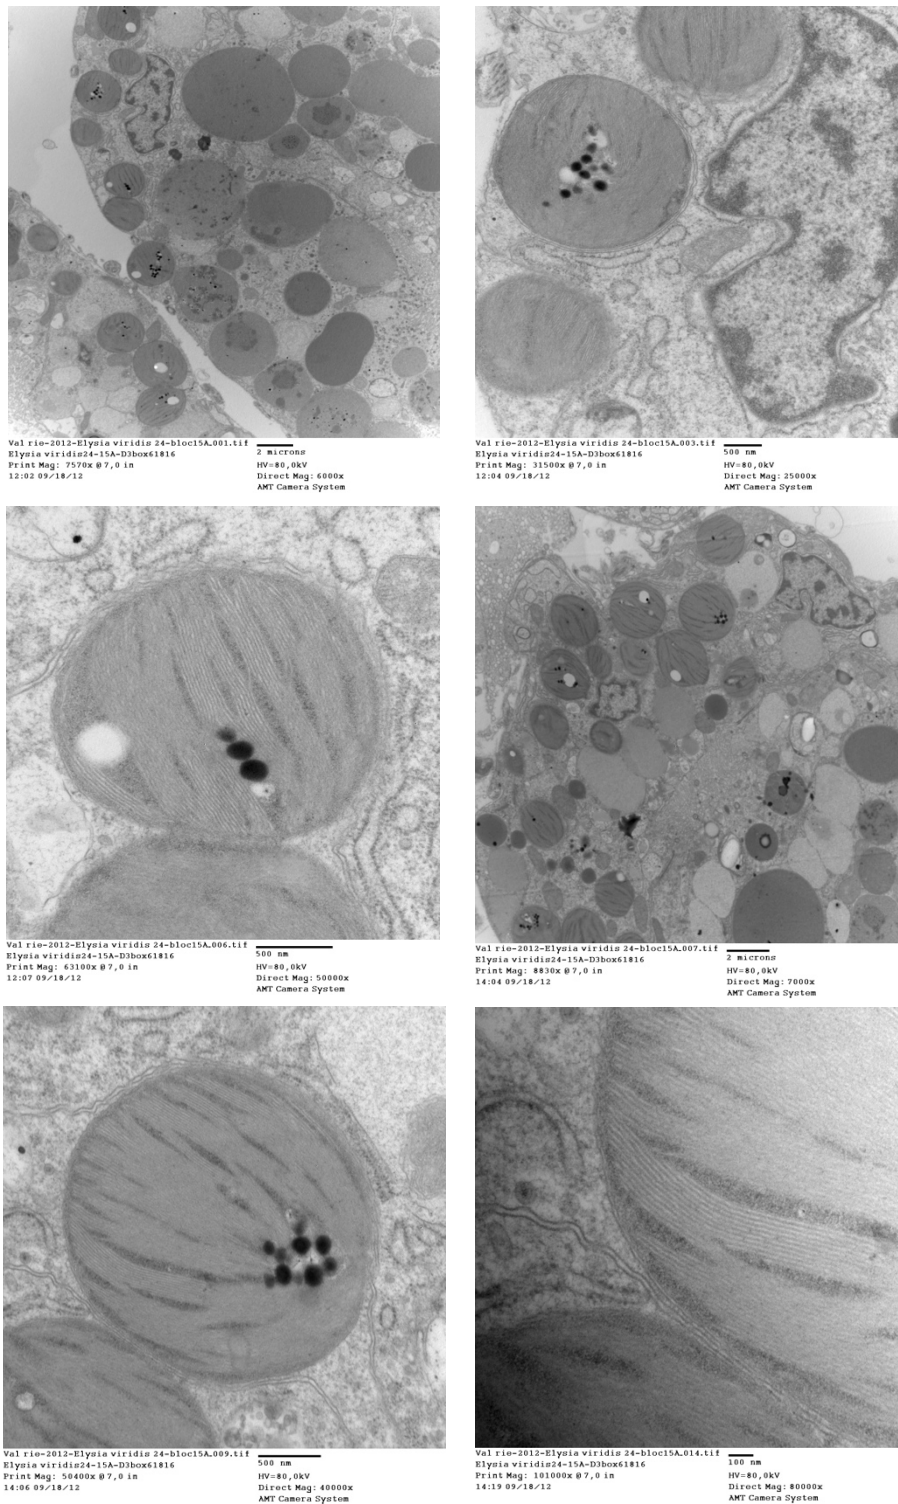 Val rie-2012-Elysia viridis 24-bloc15A_001.tif
Elysia viridis24-15A-D3box61816
Print Mag: 7570x @ 7,0 in
12:02 09/18/12
2 microns
HV=80,0kV
Direct Mag: 6000x
AMT Camera System
Val rie-2012-Elysia viridis 24-bloc15A_003.tif
Elysia viridis24-15A-D3box61816
Print Mag: 31500x @ 7,0 in
12:04 09/18/12
500 nm
HV=80,0kV
Direct Mag: 25000x
AMT Camera System
Val rie-2012-Elysia viridis 24-bloc15A_006.tif
Elysia viridis24-15A-D3box61816
Print Mag: 63100x @ 7,0 in
12:07 09/18/12
500 nm
HV=80,0kV
Direct Mag: 50000x
AMT Camera System
Val rie-2012-Elysia viridis 24-bloc15A_007.tif
Elysia viridis24-15A-D3box61816
Print Mag: 8830x @ 7,0 in
14:04 09/18/12
2 microns
HV=80,0kV
Direct Mag: 7000x
AMT Camera System
Val rie-2012-Elysia viridis 24-bloc15A_009.tif
Elysia viridis24-15A-D3box61816
Print Mag: 50400x @ 7,0 in
14:06 09/18/12
500 nm
HV=80,0kV
Direct Mag: 40000x
AMT Camera System
Val rie-2012-Elysia viridis 24-bloc15A_014.tif
Elysia viridis24-15A-D3box61816
Print Mag: 101000x @ 7,0 in
14:19 09/18/12
100 nm
HV=80,0kV
Direct Mag: 80000x
AMT Camera System